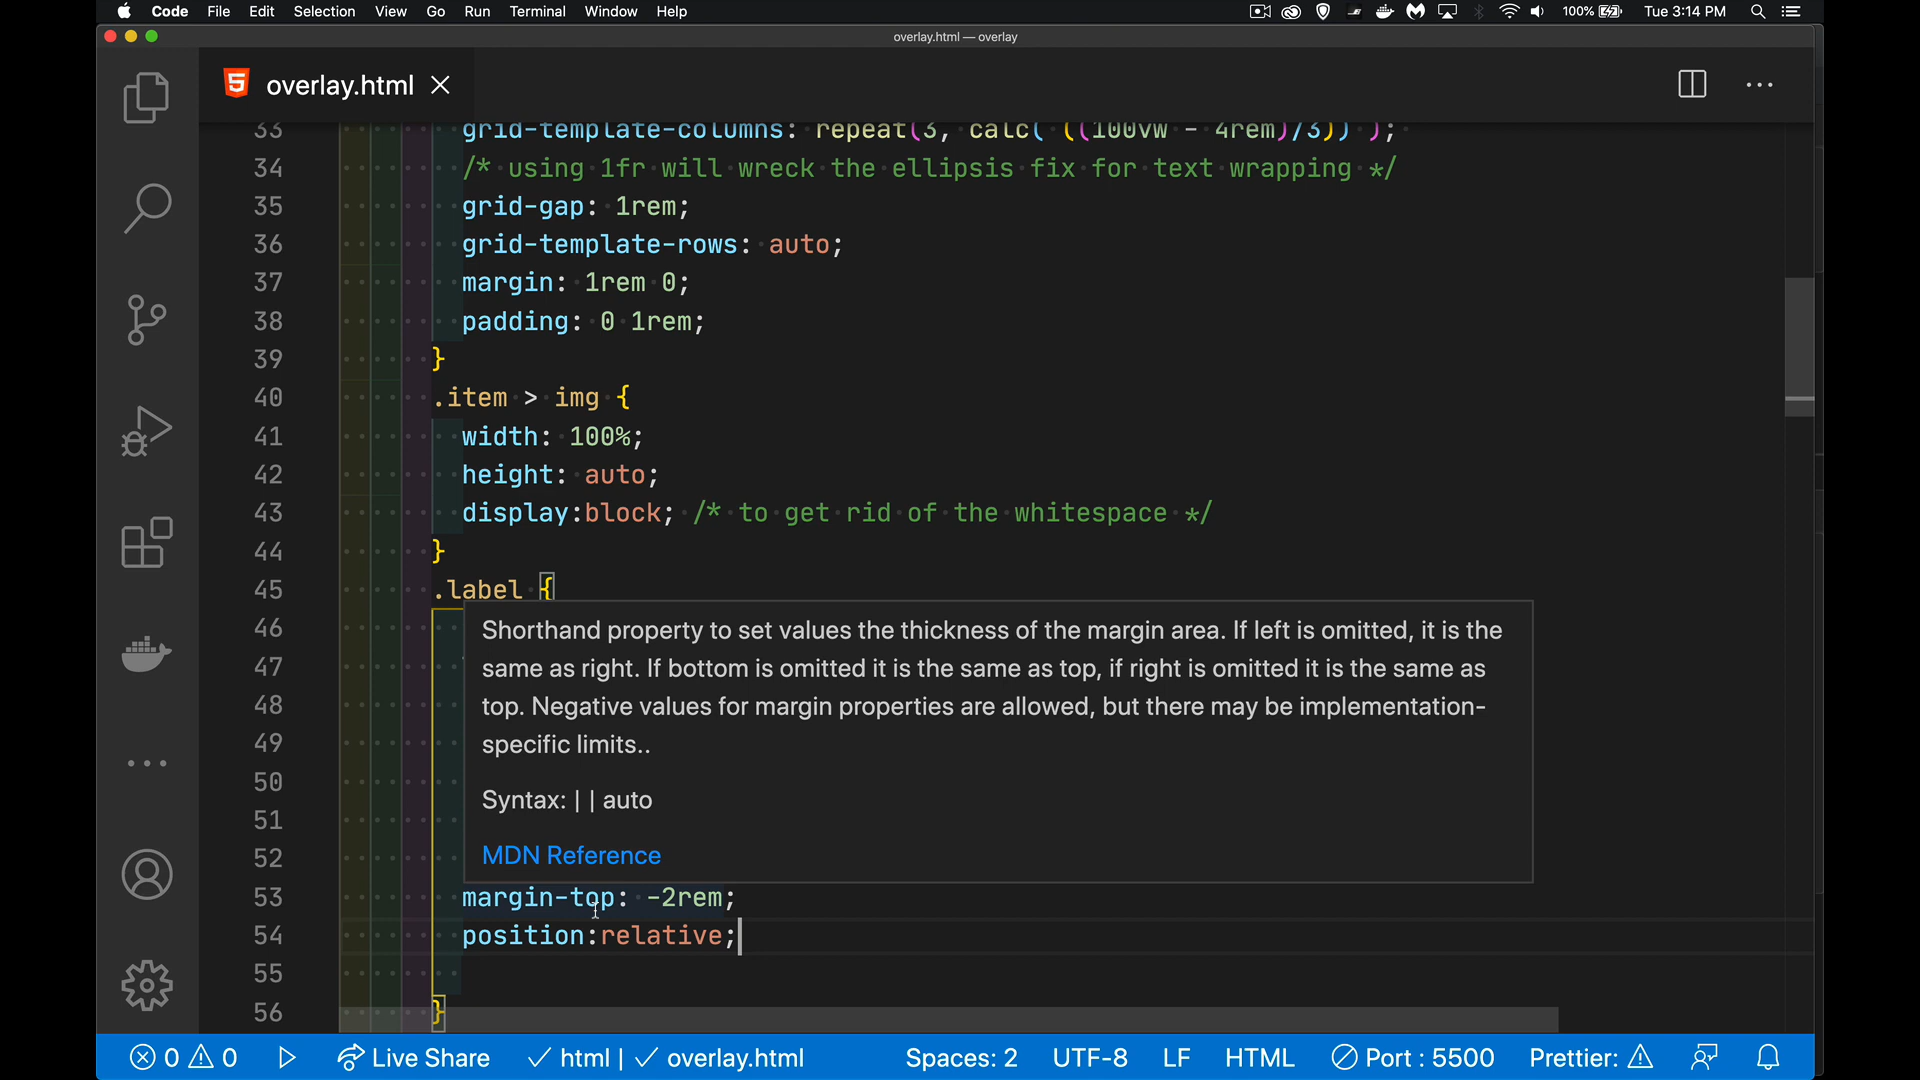 Code File Edit Selection View Go Run Terminal Window Help 100% Tue 3:14 PM
overlay.html — overlay
5 overlay.html
33 grid-template-columns: repeat(3, calc( ((100vw - 4rem)/3)) );
34 /* using 1fr will wreck the ellipsis fix for text wrapping */
35 grid-gap: 1rem;
36 grid-template-rows: auto;
37 margin: 1rem 0;
38 padding: 0 1rem;
39 }
40 .item > img {
41 width: 100%;
42 height: auto;
43 display:block; /* to get rid of the whitespace */
44 }
45 .label {
46
47
48
49
50
51
52
Shorthand property to set values the thickness of the margin area. If left is omitted, it is the
same as right. If bottom is omitted it is the same as top, if right is omitted it is the same as
top. Negative values for margin properties are allowed, but there may be implementation-
specific limits..
Syntax: | | auto
MDN Reference
53 margin-top: -2rem;
54 position:relative;
55
56 }
0 0 Live Share html | overlay.html Spaces: 2 UTF-8 LF HTML Port : 5500 Prettier: